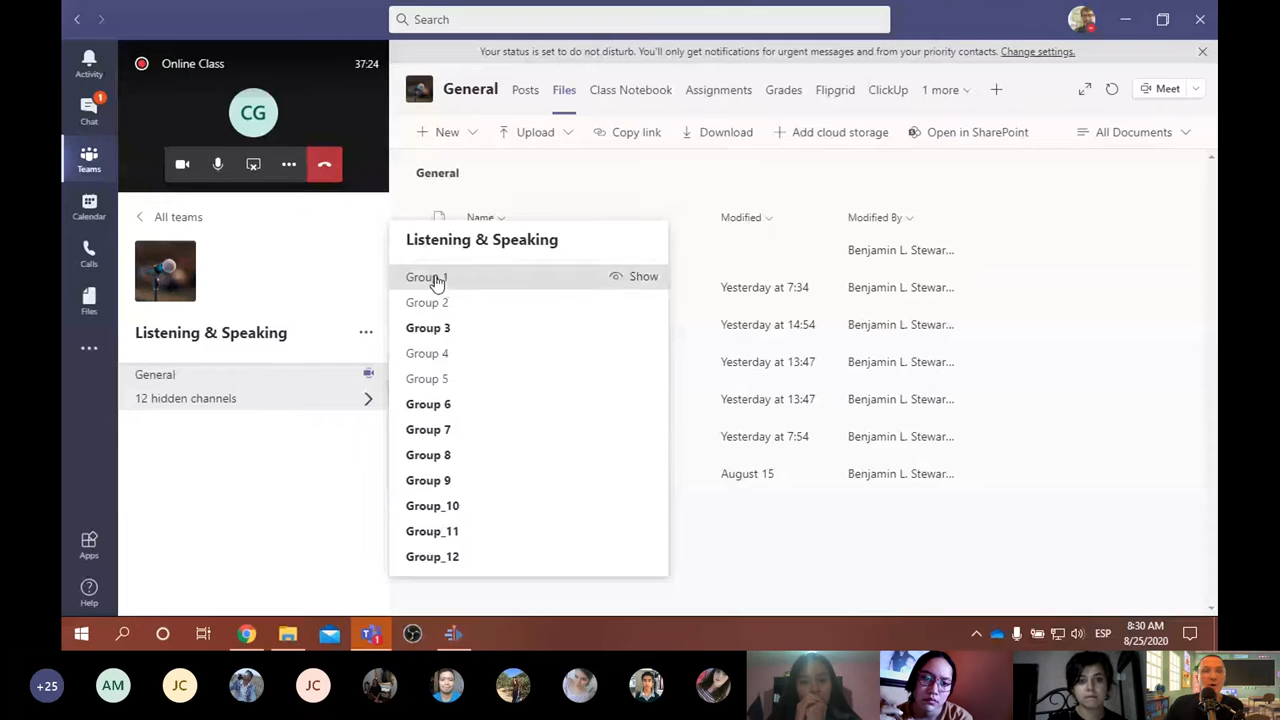 Search
Your status is set to do not disturb. You'll only get notifications for urgent messages and from your priority contacts. Change settings.
Activity
1
Chat
Teams
Calendar
Calls
Files
Apps
Help
Online Class
37:24
CG
All teams
Listening & Speaking
General
12 hidden channels
General
Posts
Files
Class Notebook
Assignments
Grades
Flipgrid
ClickUp
1 more
Meet
New
Upload
Copy link
Download
Add cloud storage
Open in SharePoint
All Documents
General
Name
Modified
Modified By
Benjamin L. Stewar...
Yesterday at 7:34 Benjamin L. Stewar...
Yesterday at 14:54 Benjamin L. Stewar...
Yesterday at 13:47 Benjamin L. Stewar...
Yesterday at 13:47 Benjamin L. Stewar...
Yesterday at 7:54 Benjamin L. Stewar...
August 15 Benjamin L. Stewar...
Listening & Speaking
Group 1 Show
Group 2
Group 3
Group 4
Group 5
Group 6
Group 7
Group 8
Group 9
Group_10
Group_11
Group_12
1
ESP
8:30 AM
8/25/2020
+25
AM
JC
JC